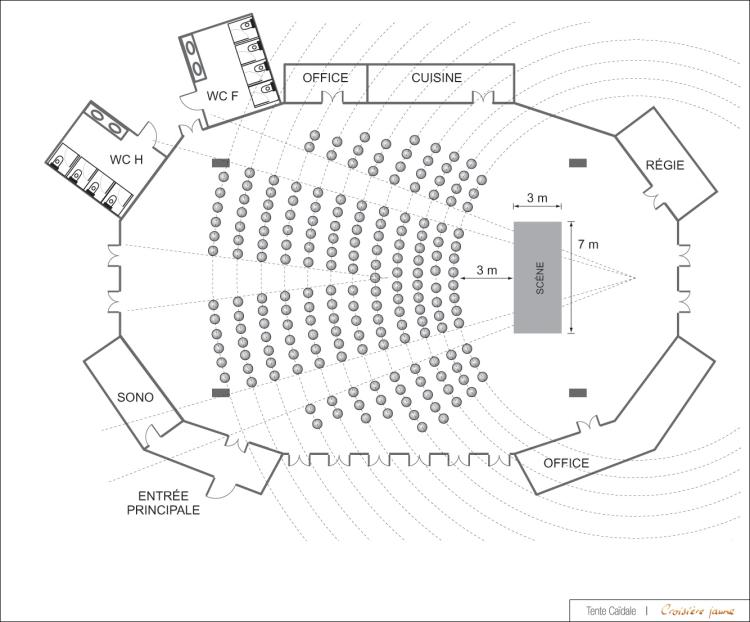 OFFICE
CUISINE
WC F
WC H
RÉGIE
3 m
7 m
3 m
SCÈNE
SONO
OFFICE
ENTRÉE
PRINCIPALE
Tente Caïdale | Croisière jaune